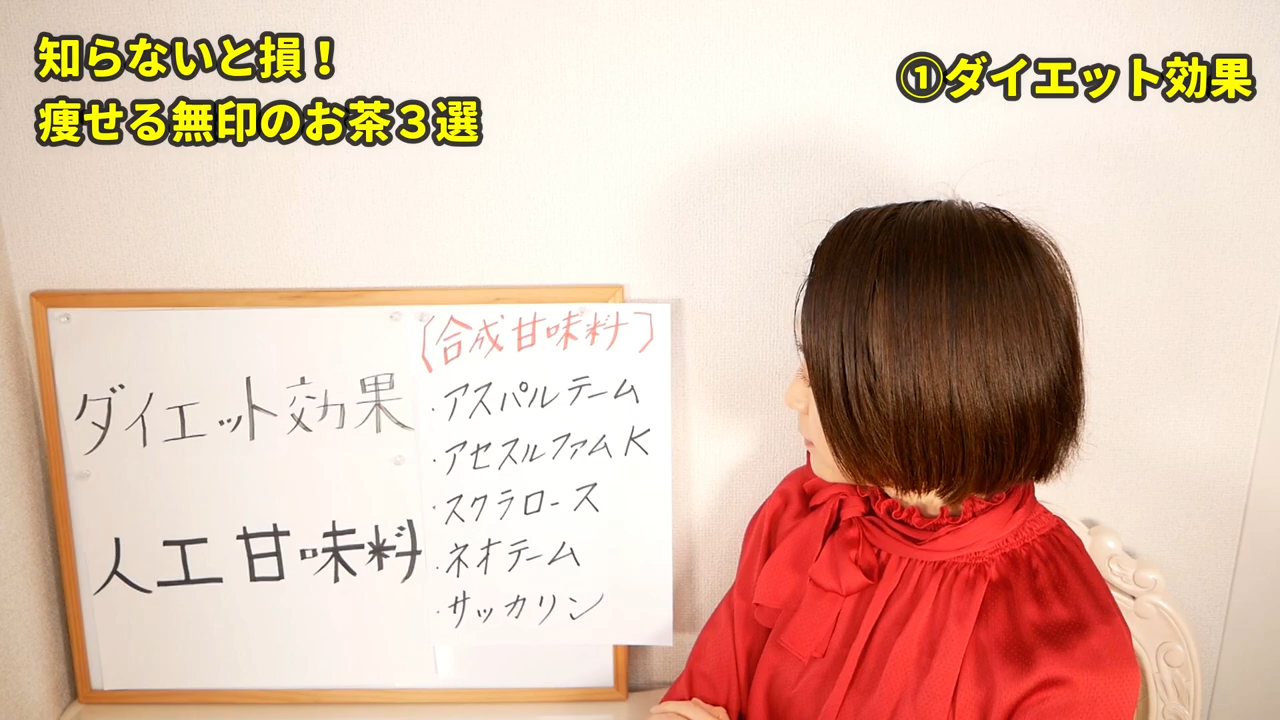 知らないと損！
痩せる無印のお茶３選
①ダイエット効果
ダイエット効果
人工甘味料
〔合成甘味料〕
・アスパルテーム
・アセスルファムK
・スクラロース
・ネオテーム
・サッカリン